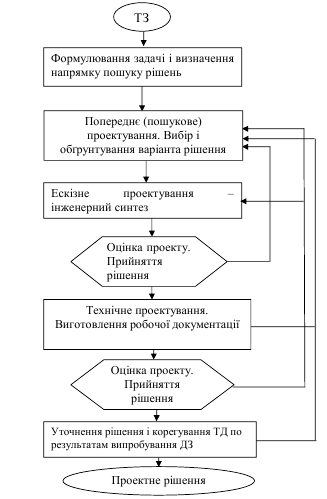 ТЗ
Формулювання задачі і визначення
напрямку пошуку рішень
Попереднє (пошукове)
проектування. Вибір і
обґрунтування варіанта рішення
Ескізне проектування –
інженерний синтез
Оцінка проекту.
Прийняття
рішення
Технічне проектування.
Виготовлення робочої документації
Оцінка проекту.
Прийняття
рішення
Уточнення рішення і корегування ТД по
результатам випробування ДЗ
Проектне рішення